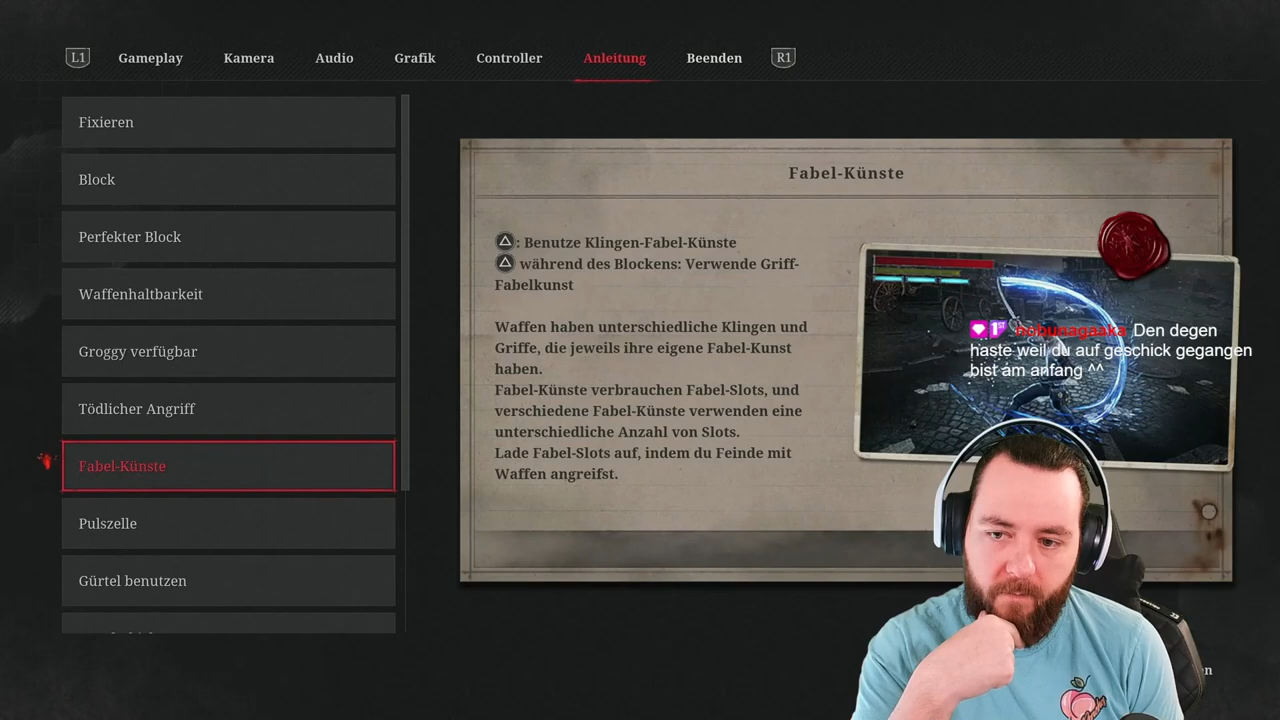 L1
Gameplay
Kamera
Audio
Grafik
Controller
Anleitung
Beenden
R1
Fixieren
Block
Perfekter Block
Waffenhaltbarkeit
Groggy verfügbar
Tödlicher Angriff
Fabel-Künste
Pulszelle
Gürtel benutzen
Fabel-Künste
: Benutze Klingen-Fabel-Künste
während des Blockens: Verwende Griff-
Fabelkunst
Waffen haben unterschiedliche Klingen und
Griffe, die jeweils ihre eigene Fabel-Kunst
haben.
Fabel-Künste verbrauchen Fabel-Slots, und
verschiedene Fabel-Künste verwenden eine
unterschiedliche Anzahl von Slots.
Lade Fabel-Slots auf, indem du Feinde mit
Waffen angreifst.
1ST nobunagaaka Den degen
haste weil du auf geschick gegangen
bist am anfang ^^